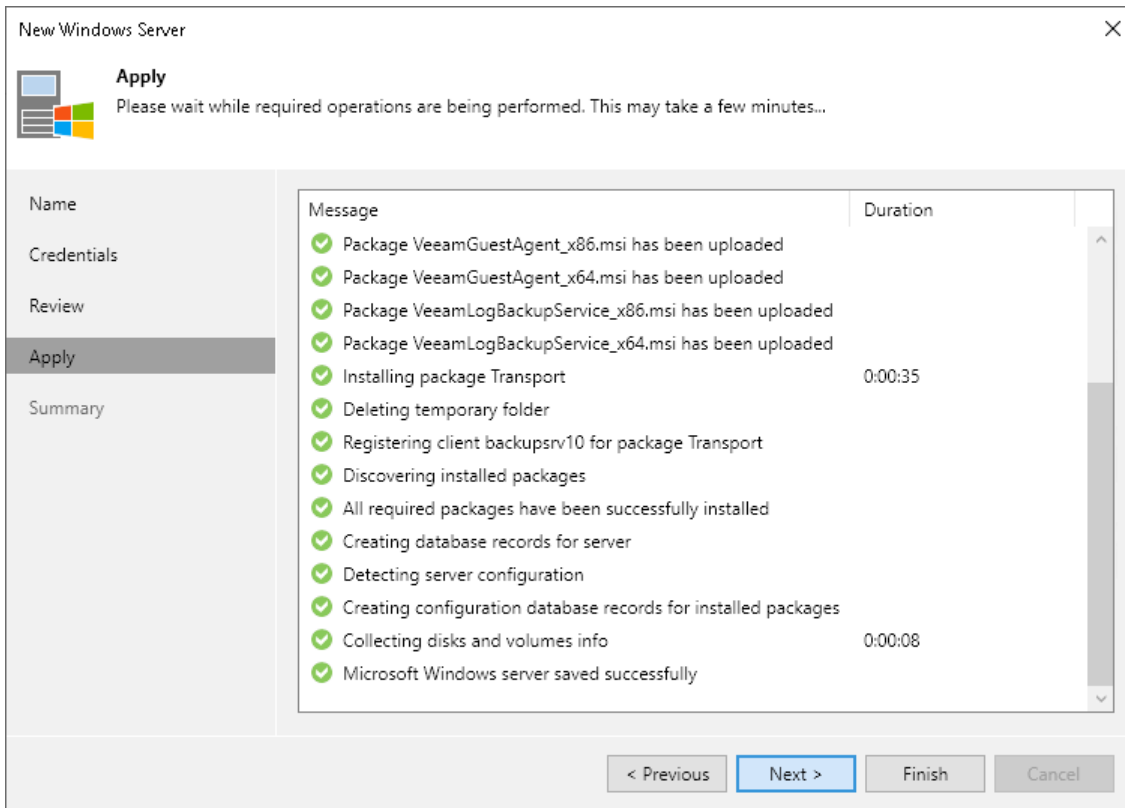 New Windows Server
Apply
Please wait while required operations are being performed. This may take a few minutes...
Name
Credentials
Review
Apply
Summary
Message Duration
Package VeeamGuestAgent_x86.msi has been uploaded
Package VeeamGuestAgent_x64.msi has been uploaded
Package VeeamLogBackupService_x86.msi has been uploaded
Package VeeamLogBackupService_x64.msi has been uploaded
Installing package Transport 0:00:35
Deleting temporary folder
Registering client backupsrv10 for package Transport
Discovering installed packages
All required packages have been successfully installed
Creating database records for server
Detecting server configuration
Creating configuration database records for installed packages
Collecting disks and volumes info 0:00:08
Microsoft Windows server saved successfully
< Previous Next > Finish Cancel